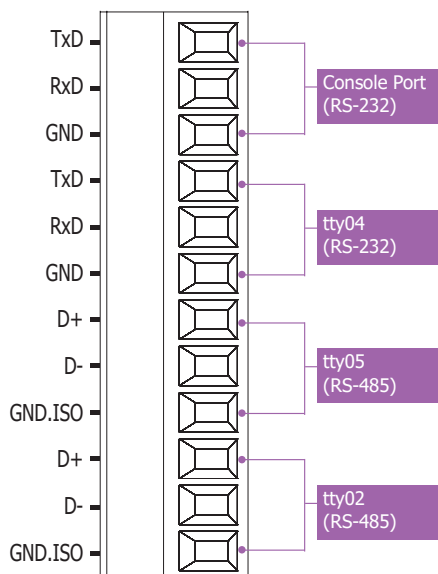 TxD
RxD
GND
Console Port
(RS-232)
TxD
RxD
GND
tty04
(RS-232)
D+
D-
GND.ISO
tty05
(RS-485)
D+
D-
GND.ISO
tty02
(RS-485)